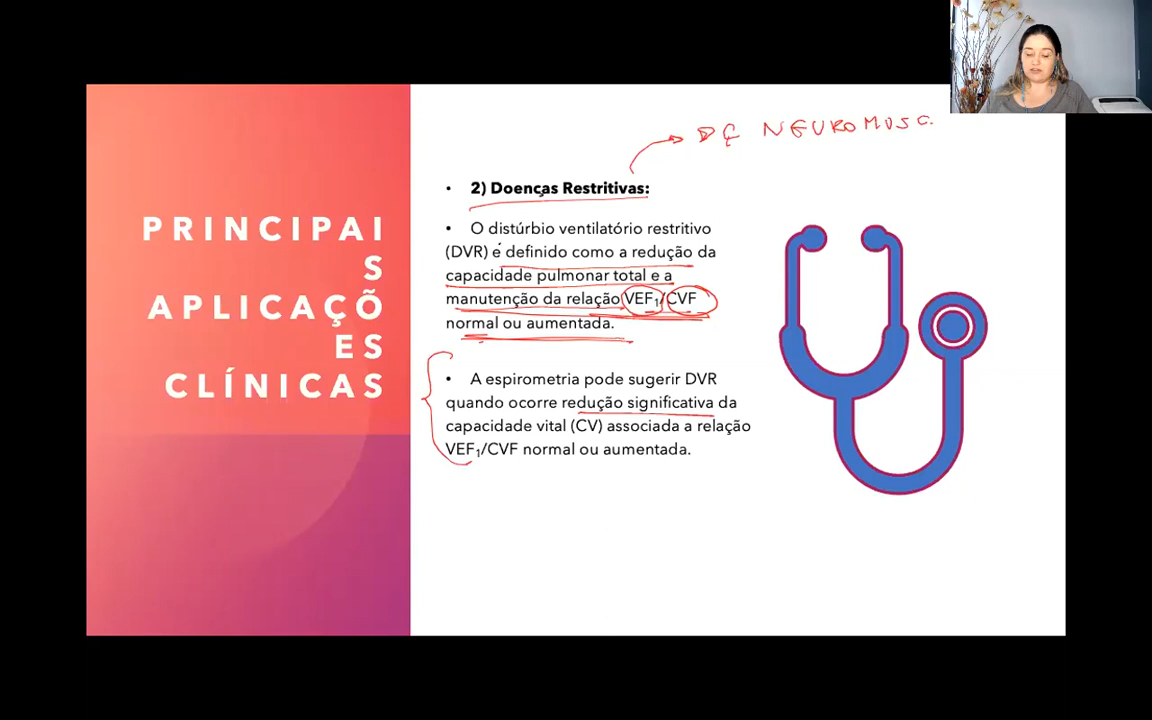 PRINCIPAI
S
APLICAÇÕ
ES
CLÍNICAS
DÇ NEUROMUSC.
• 2) Doenças Restritivas:
• O distúrbio ventilatório restritivo
(DVR) é definido como a redução da
capacidade pulmonar total e a
manutenção da relação VEF₁/CVF
normal ou aumentada.
• A espirometria pode sugerir DVR
quando ocorre redução significativa da
capacidade vital (CV) associada a relação
VEF₁/CVF normal ou aumentada.